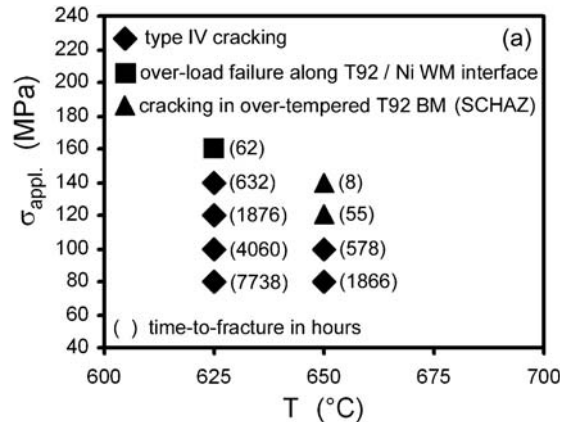 240
220
200
180
160
140
120
100
80
60
40
σappl. (MPa)
(a)
type IV cracking
over-load failure along T92 / Ni WM interface
cracking in over-tempered T92 BM (SCHAZ)
(62)
(632) (8)
(1876) (55)
(4060) (578)
(7738) (1866)
( ) time-to-fracture in hours
600 625 650 675 700
T (°C)